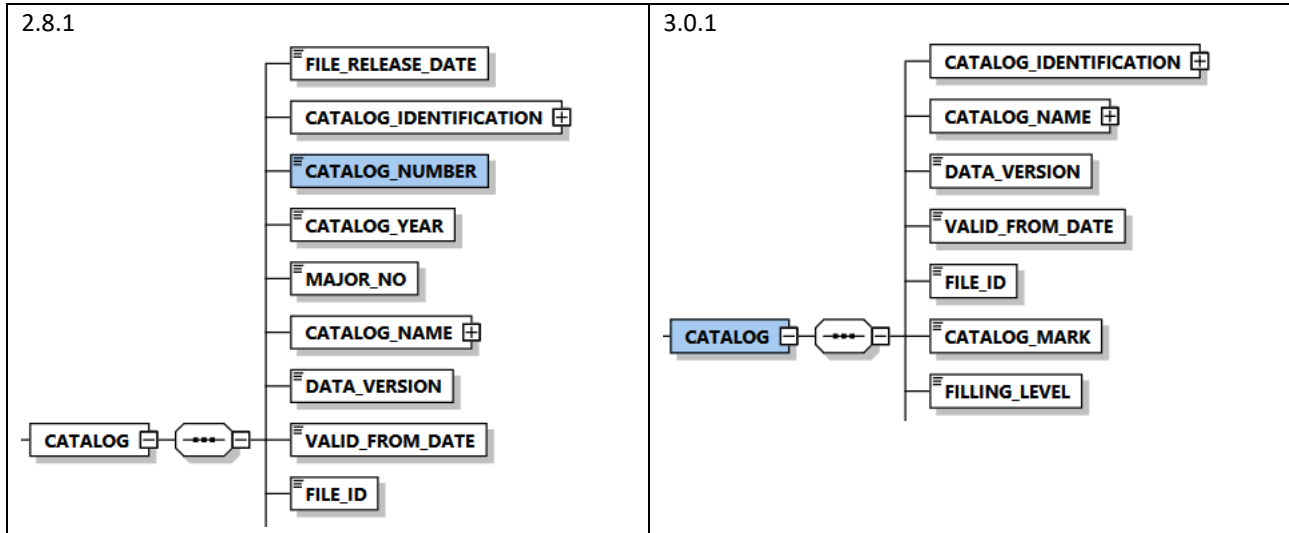 2.8.1
FILE_RELEASE_DATE
CATALOG_IDENTIFICATION
CATALOG_NUMBER
CATALOG_YEAR
MAJOR_NO
CATALOG_NAME
DATA_VERSION
CATALOG
VALID_FROM_DATE
FILE_ID
3.0.1
CATALOG_IDENTIFICATION
CATALOG_NAME
DATA_VERSION
VALID_FROM_DATE
FILE_ID
CATALOG
CATALOG_MARK
FILLING_LEVEL